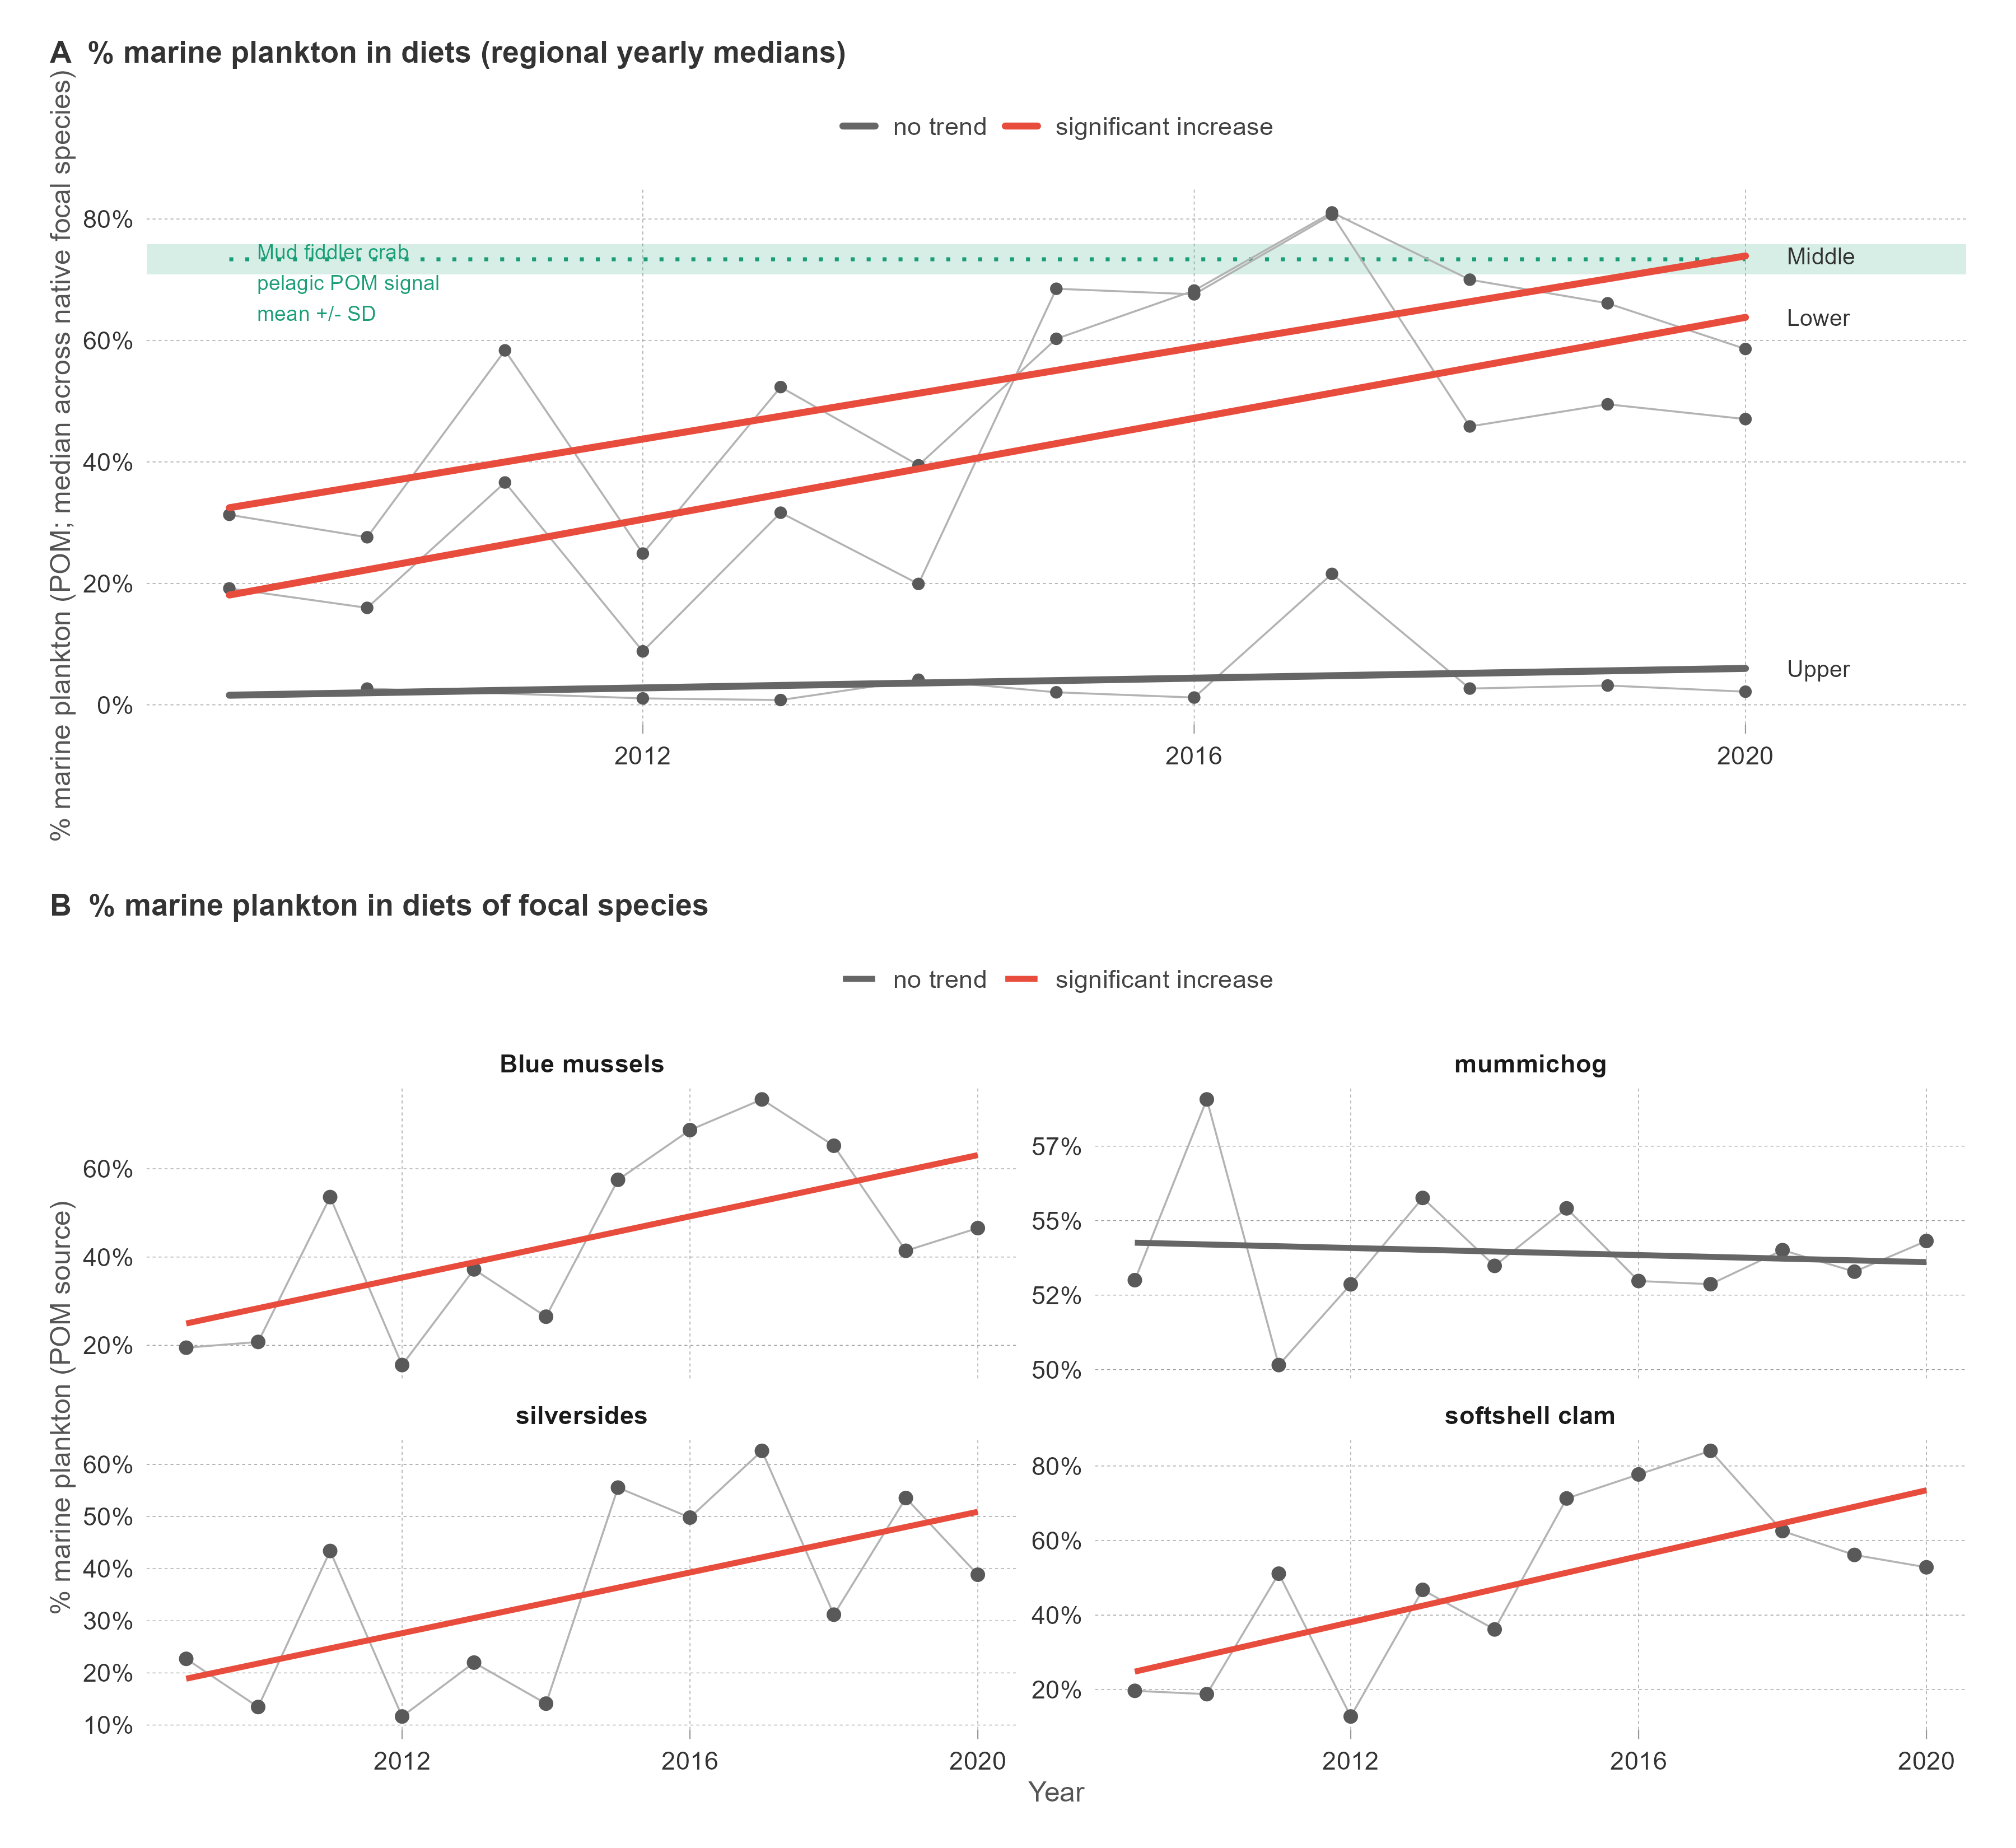 A % marine plankton in diets (regional yearly medians)
no trend significant increase
% marine plankton (POM; median across native focal species)
80%
60%
40%
20%
0%
Mud fiddler crab
pelagic POM signal
mean +/- SD
Middle
Lower
Upper
2012 2016 2020
B % marine plankton in diets of focal species
no trend significant increase
% marine plankton (POM source)
Blue mussels
60%
40%
20%
mummichog
57%
55%
52%
50%
silversides
60%
50%
40%
30%
20%
10%
2012 2016 2020
softshell clam
80%
60%
40%
20%
2012 2016 2020
Year